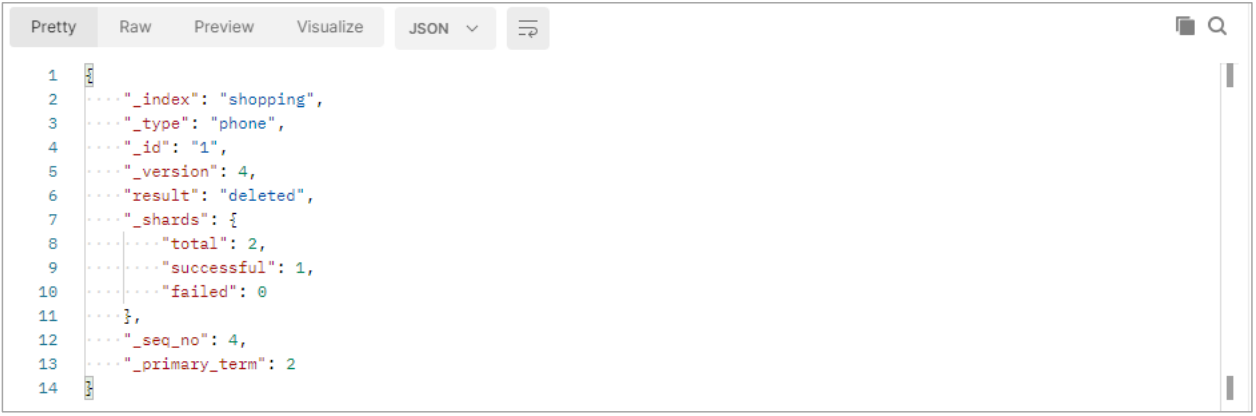 Pretty Raw Preview Visualize JSON
1 {
2 "_index": "shopping",
3 "_type": "phone",
4 "_id": "1",
5 "_version": 4,
6 "result": "deleted",
7 "_shards": {
8 "total": 2,
9 "successful": 1,
10 "failed": 0
11 },
12 "_seq_no": 4,
13 "_primary_term": 2
14 }